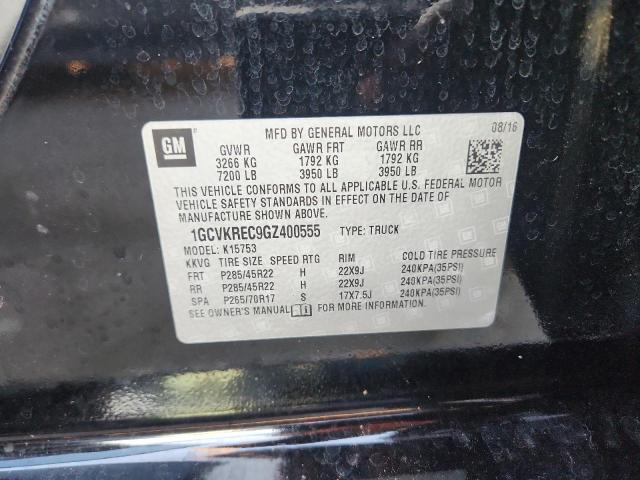 GM
MFD BY GENERAL MOTORS LLC
08/16
GVWR GAWR FRT GAWR RR
3266 KG 1792 KG 1792 KG
7200 LB 3950 LB 3950 LB
THIS VEHICLE CONFORMS TO ALL APPLICABLE U.S. FEDERAL MOTOR
VEHICLE SAFETY STANDARDS IN EFFECT ON THE DATE OF
MANUFACTURE SHOWN ABOVE.
1GCVKREC9GZ400555 TYPE: TRUCK
MODEL: K15753
KKVG TIRE SIZE SPEED RTG RIM COLD TIRE PRESSURE
FRT P285/45R22 H 22X9J 240KPA(35PSI)
RR P285/45R22 H 22X9J 240KPA(35PSI)
SPA P265/70R17 S 17X7.5J 240KPA(35PSI)
SEE OWNER'S MANUAL FOR MORE INFORMATION.